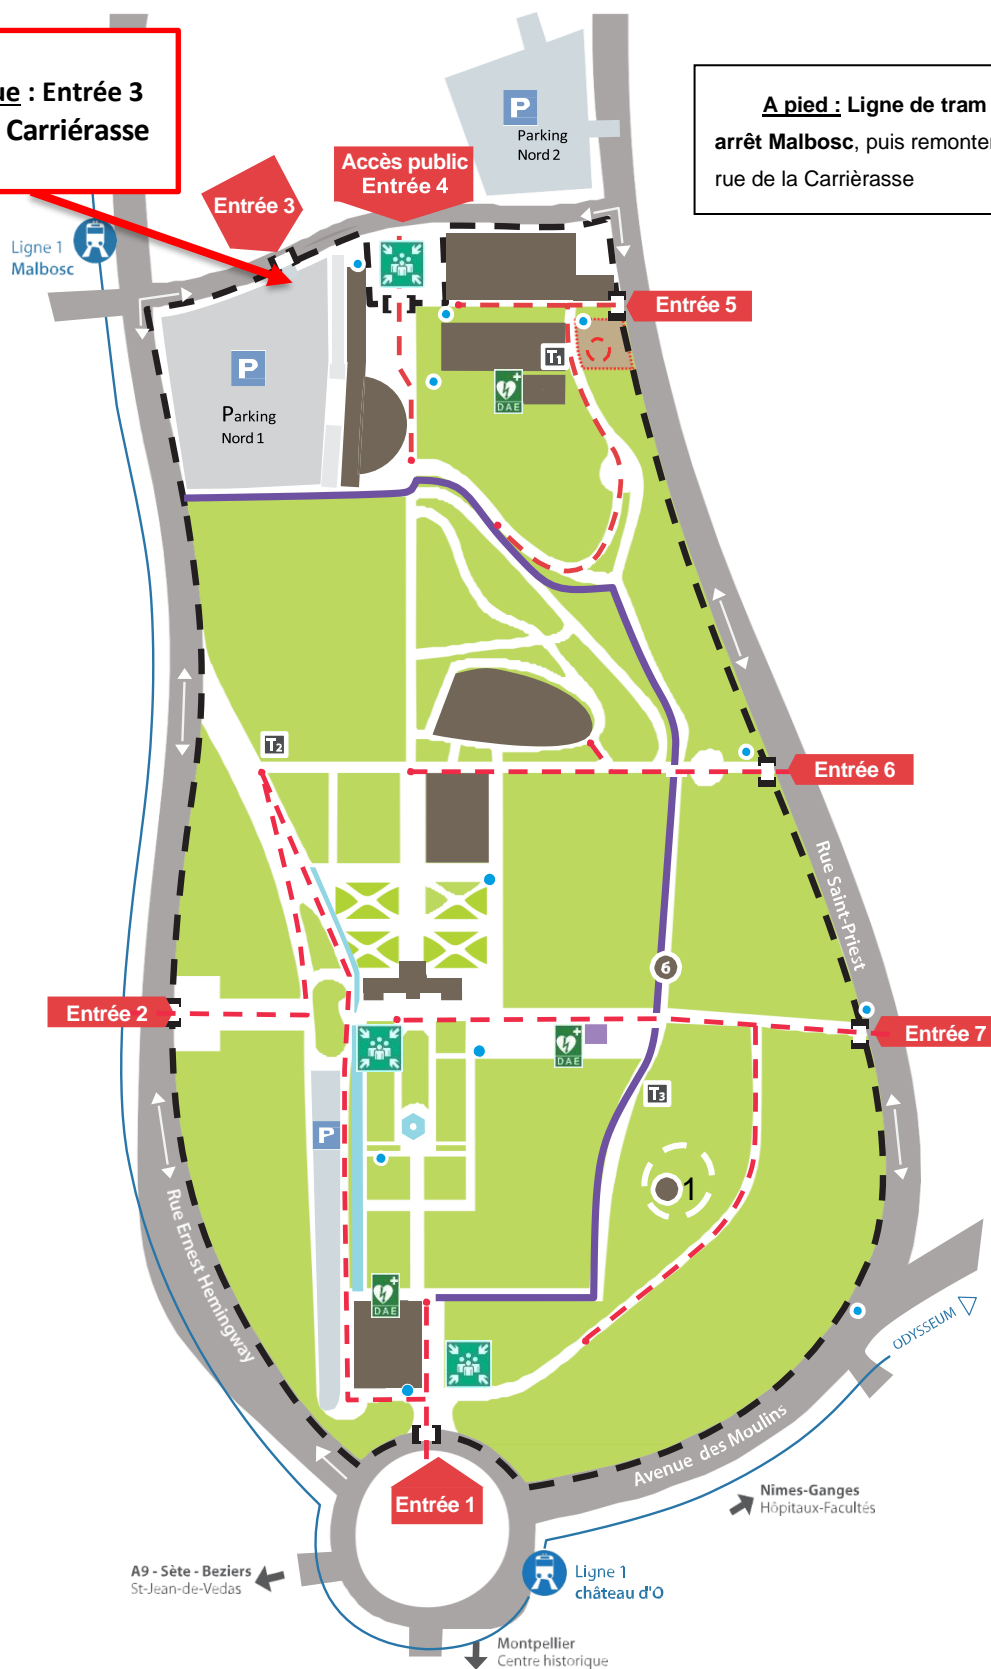 : Entrée 3
Carriérasse
A pied : Ligne de tram
arrêt Malbosc, puis remonter
rue de la Carrièrasse
P
Parking
Nord 2
Accès public
Entrée 4
Entrée 3
Ligne 1
Malbosc
Entrée 5
T1
P
Parking
Nord 1
DAE
T2
Entrée 6
Rue Saint-Priest
6
Entrée 2
Entrée 7
DAE
T3
P
1
Rue Ernest Hemingway
DAE
ODYSSEUM
Avenue des Moulins
Entrée 1
Nîmes-Ganges
Hôpitaux-Facultés
A9 - Sète - Beziers
St-Jean-de-Vedas
Ligne 1
château d'O
Montpellier
Centre historique